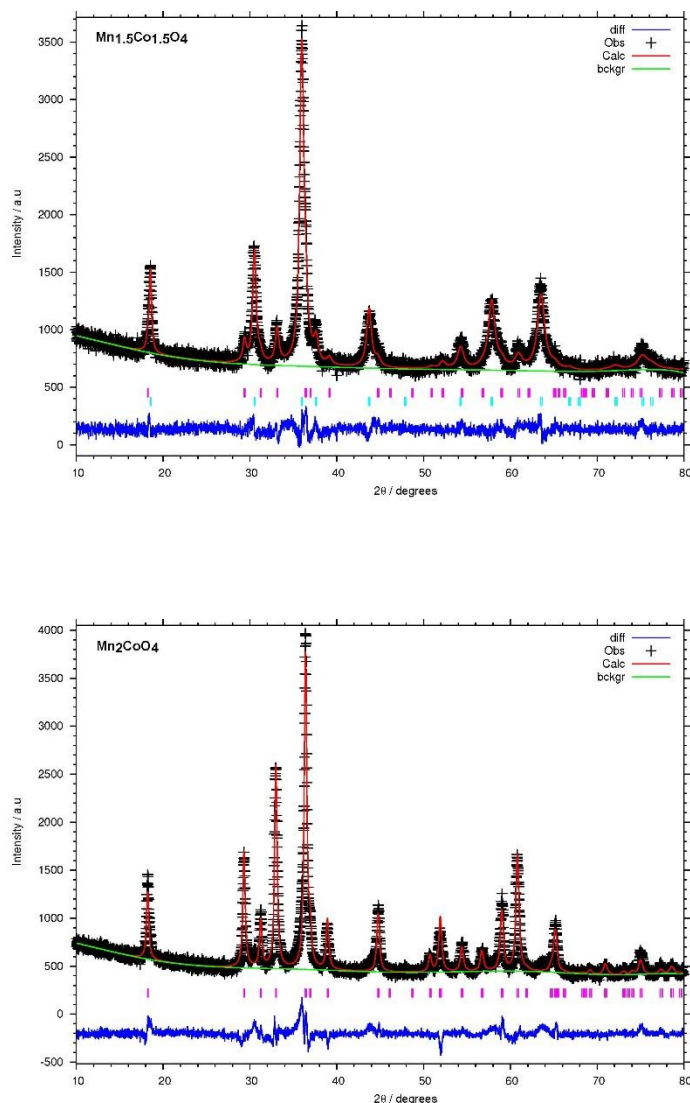 Mn1.5Co1.5O4
diff
Obs
Calc
bckgr
3500
3000
2500
2000
1500
1000
500
0
Intensity / a.u
10 20 30 40 50 60 70 80
2θ / degrees
Mn2CoO4
diff
Obs
Calc
bckgr
4000
3500
3000
2500
2000
1500
1000
500
0
-500
Intensity / a.u
10 20 30 40 50 60 70 80
2θ / degrees